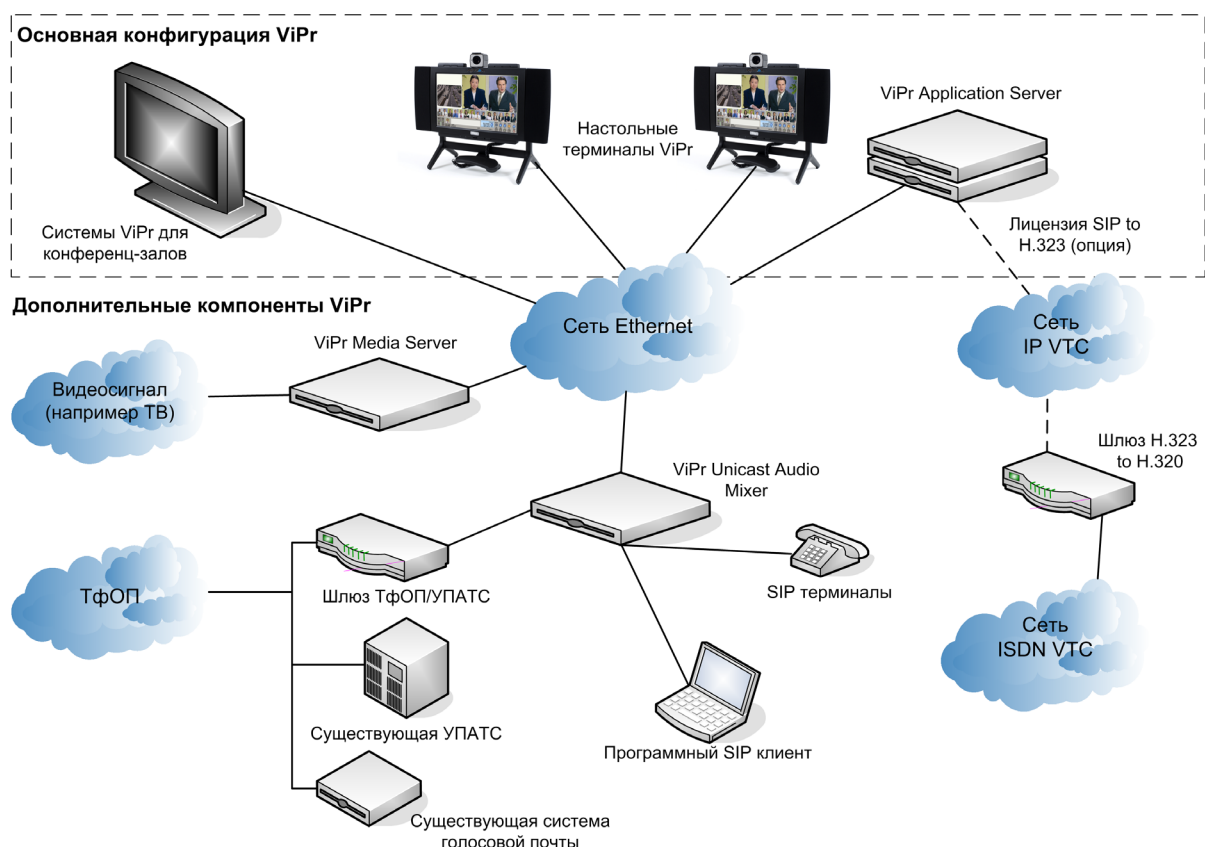 Основная конфигурация ViPr
ViPr Application Server
Настольные
терминалы ViPr
Системы ViPr для
конференц-залов
Лицензия SIP to
H.323 (опция)
Дополнительные компоненты ViPr
Сеть Ethernet
Сеть
IP VTC
ViPr Media Server
Видеосигнал
(например ТВ)
Шлюз H.323
to H.320
ViPr Unicast Audio
Mixer
ТфОП
Шлюз ТфОП/УПАТС
SIP терминалы
Сеть
ISDN VTC
Существующая УПАТС
Программный SIP клиент
Существующая система
голосовой почты